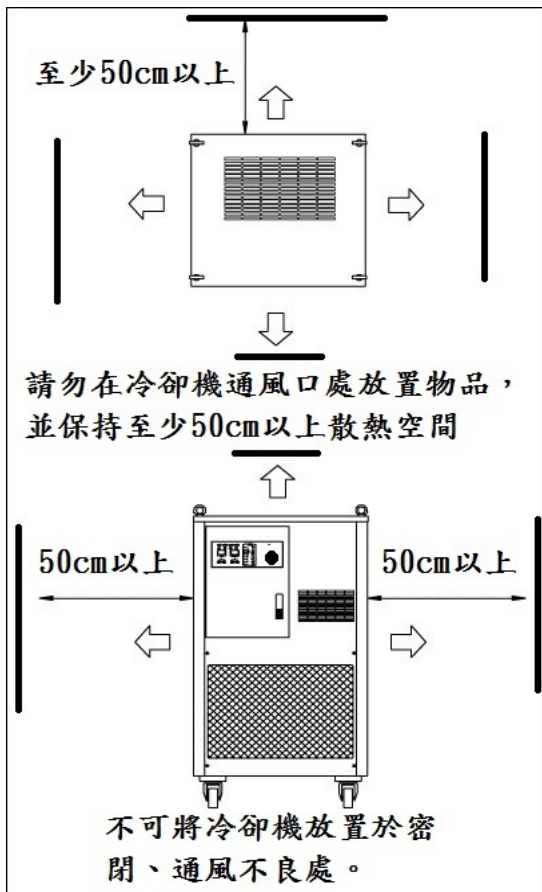 至少50cm以上
請勿在冷卻機通風口處放置物品，
並保持至少50cm以上散熱空間
50cm以上
50cm以上
不可將冷卻機放置於密
閉、通風不良處。